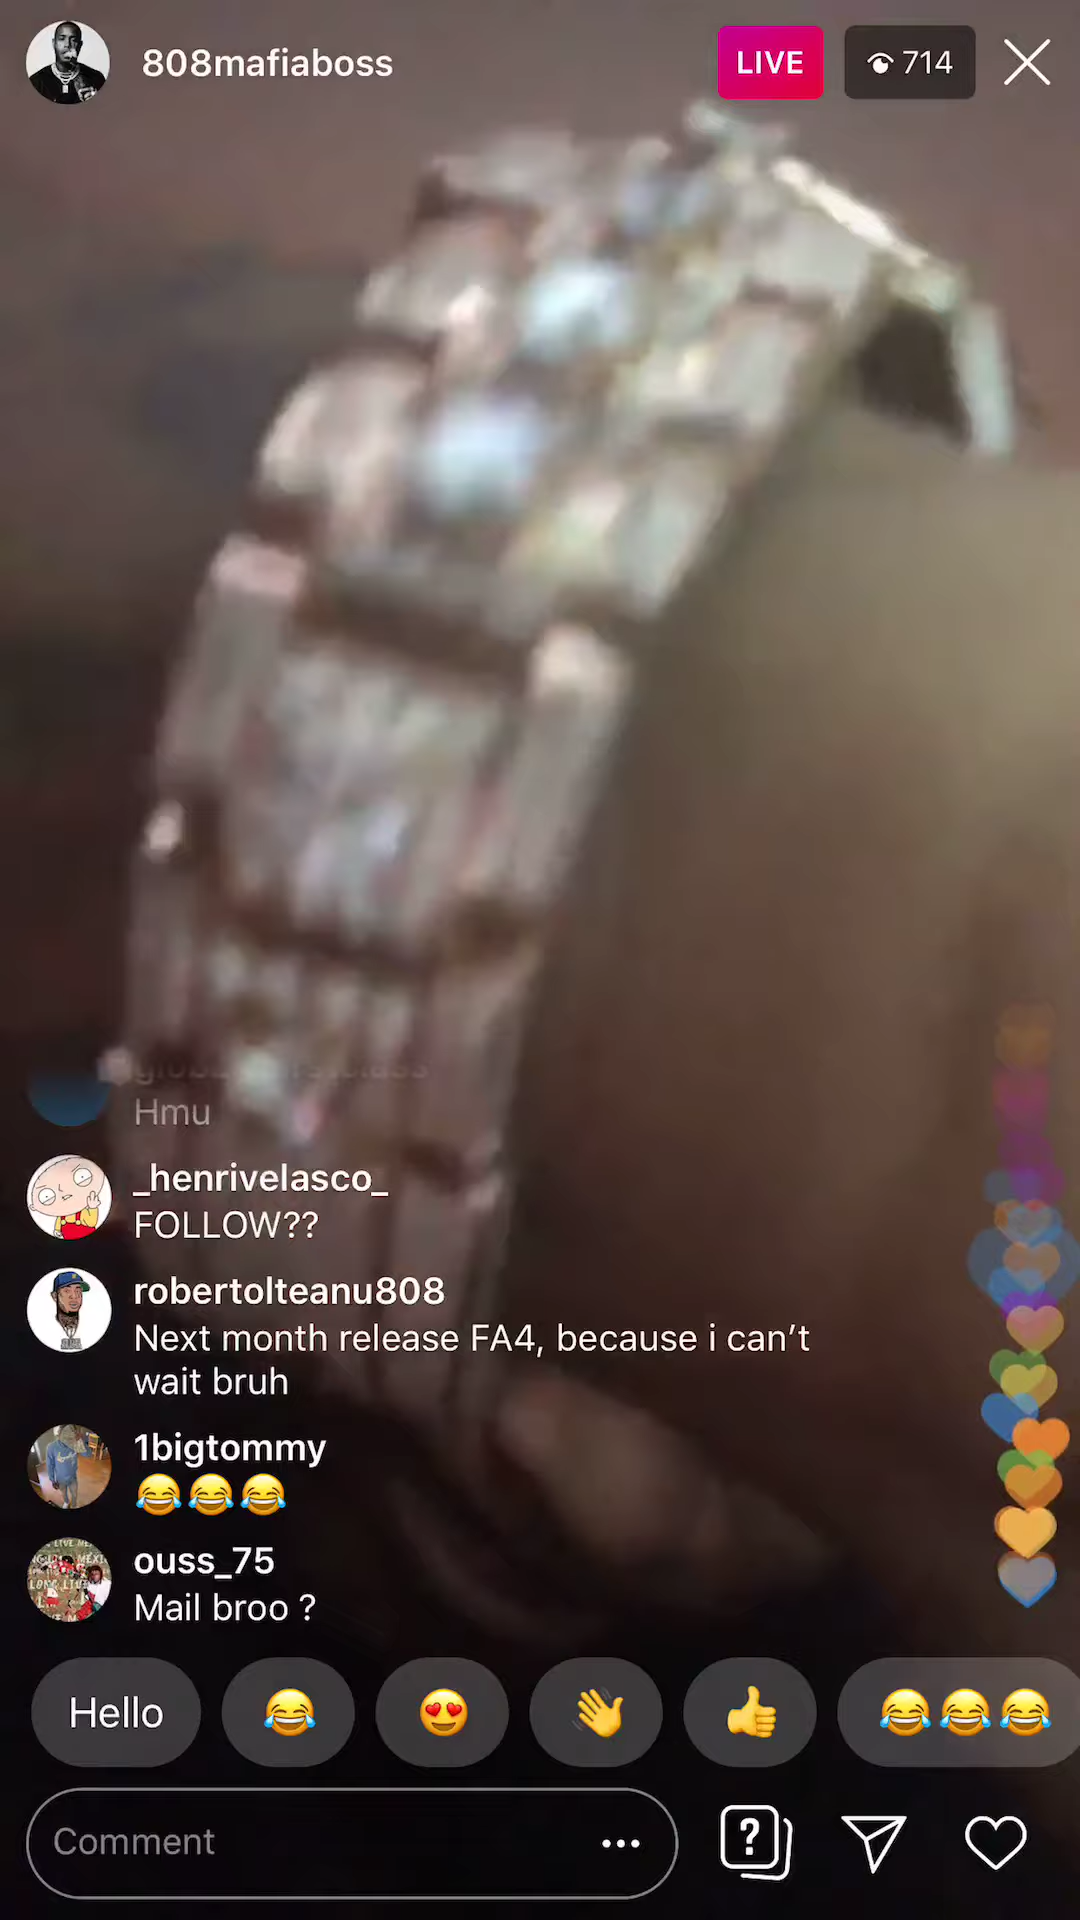 808mafiaboss
LIVE
714
Hmu
_henrivelasco_
FOLLOW??
robertolteanu808
Next month release FA4, because i can’t
wait bruh
1bigtommy
😂😂😂
ouss_75
Mail broo ?
Hello 😂 😍 👋 👍 😂😂😂
Comment